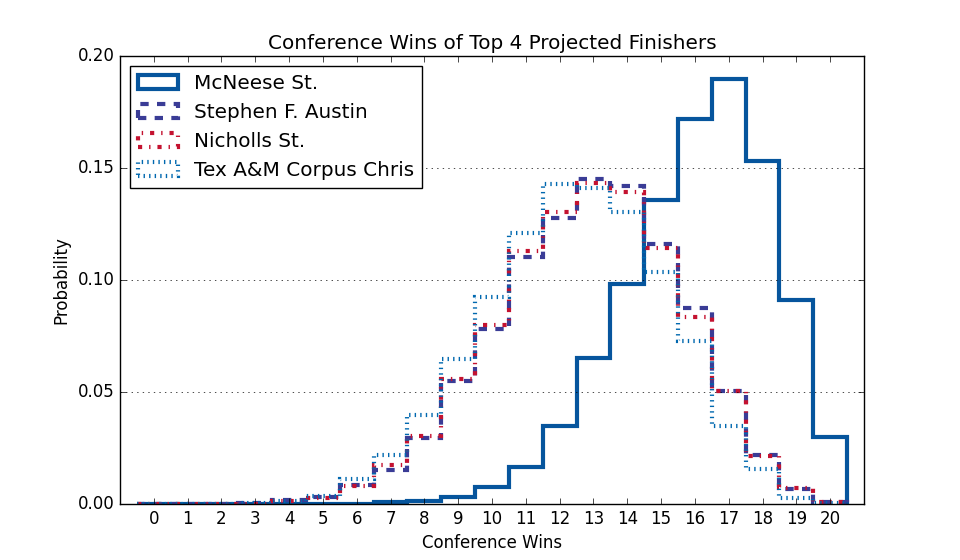 Conference Wins of Top 4 Projected Finishers
0.20
McNeese St.
Stephen F. Austin
Nicholls St.
Tex A&M Corpus Chris
0.15
0.10
0.05
0.00
Probability
0 1 2 3 4 5 6 7 8 9 10 11 12 13 14 15 16 17 18 19 20
Conference Wins